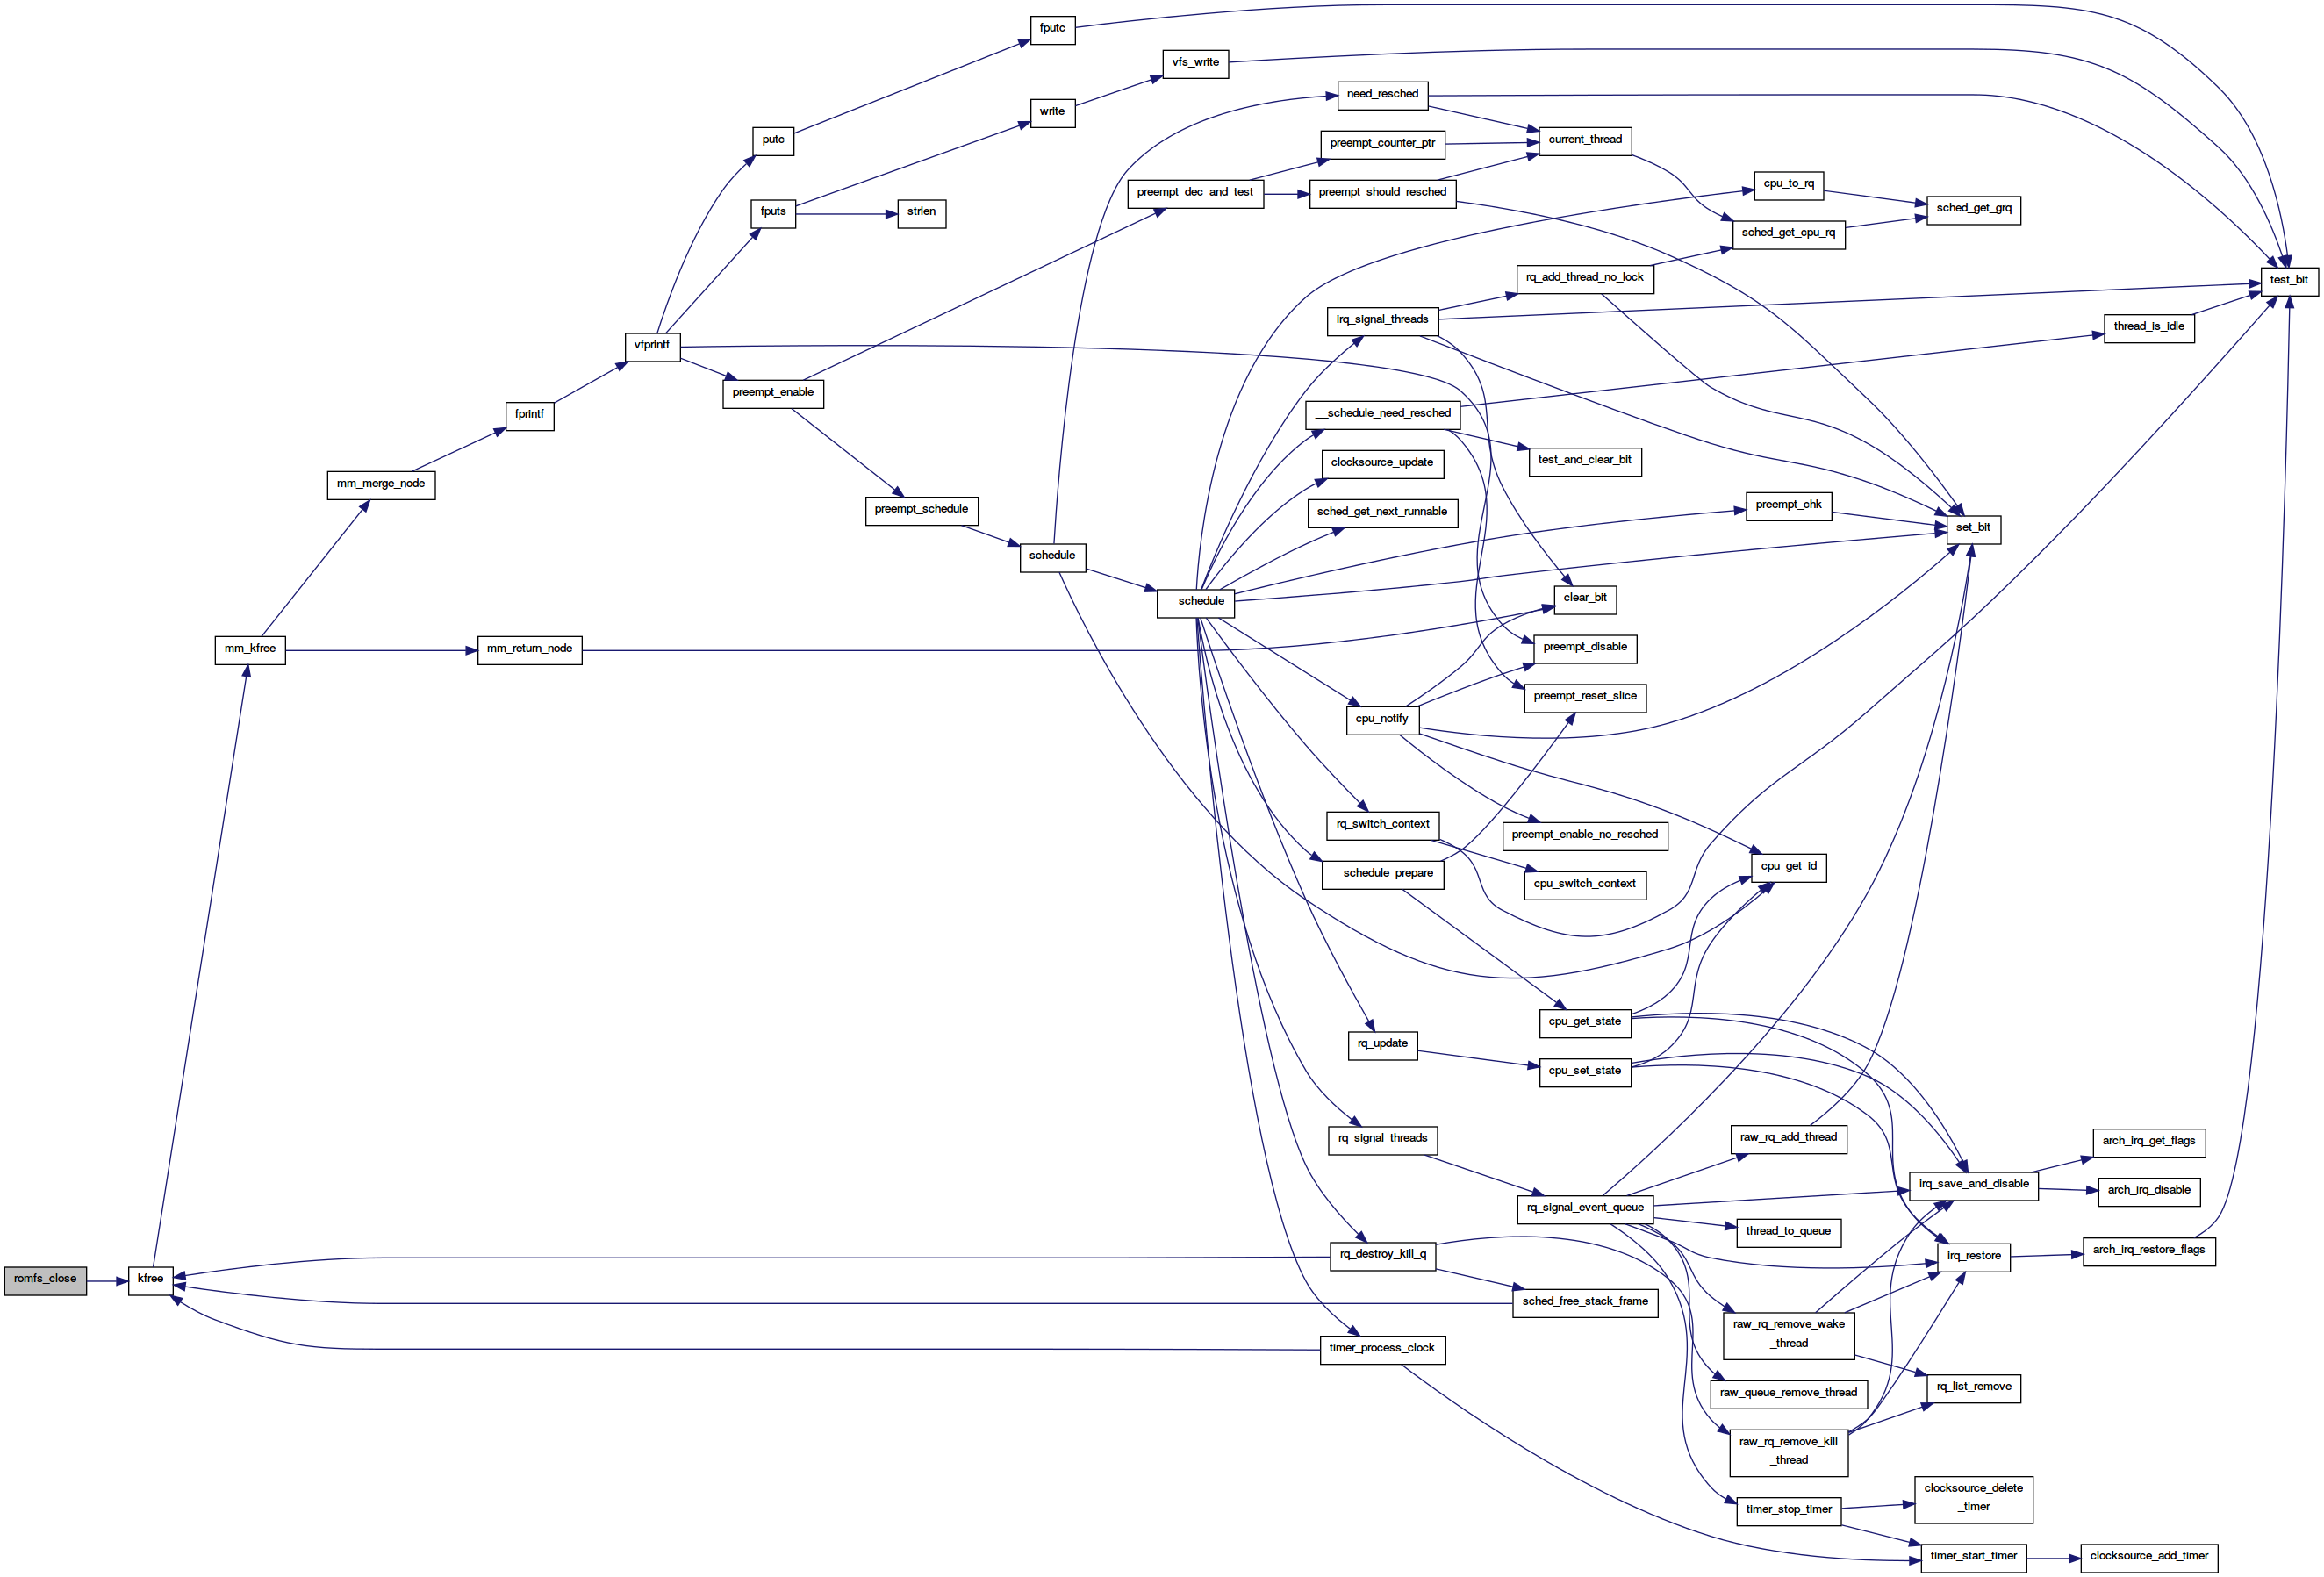 fputc
vfs_write
need_resched
write
putc
current_thread
preempt_counter_ptr
cpu_to_rq
preempt_dec_and_test
preempt_should_resched
fputs
strlen
sched_get_grq
sched_get_cpu_rq
rq_add_thread_no_lock
test_bit
irq_signal_threads
thread_is_idle
vfprintf
preempt_enable
fprintf
__schedule_need_resched
clocksource_update
test_and_clear_bit
mm_merge_node
preempt_schedule
sched_get_next_runnable
preempt_chk
set_bit
schedule
__schedule
clear_bit
mm_kfree
mm_return_node
preempt_disable
preempt_reset_slice
cpu_notify
rq_switch_context
preempt_enable_no_resched
__schedule_prepare
cpu_get_id
cpu_switch_context
cpu_get_state
rq_update
cpu_set_state
rq_signal_threads
raw_rq_add_thread
arch_irq_get_flags
irq_save_and_disable
arch_irq_disable
rq_signal_event_queue
thread_to_queue
rq_destroy_kill_q
irq_restore
arch_irq_restore_flags
romfs_close
kfree
sched_free_stack_frame
raw_rq_remove_wake
_thread
timer_process_clock
raw_queue_remove_thread
rq_list_remove
raw_rq_remove_kill
_thread
clocksource_delete
_timer
timer_stop_timer
timer_start_timer
clocksource_add_timer